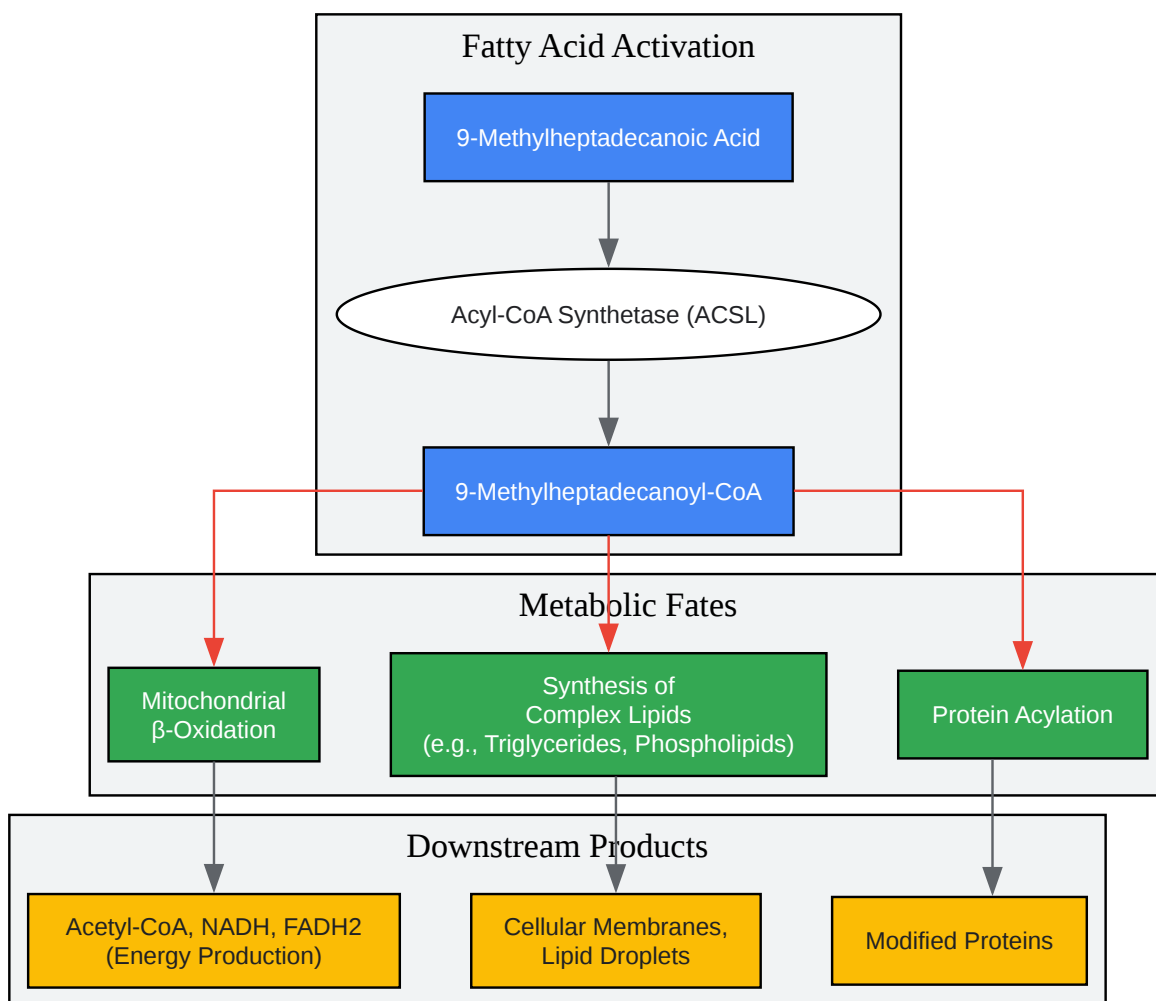 Fatty Acid Activation
9-Methylheptadecanoic Acid
Acyl-CoA Synthetase (ACSL)
9-Methylheptadecanoyl-CoA
Metabolic Fates
Mitochondrial
β-Oxidation
Synthesis of
Complex Lipids
(e.g., Triglycerides, Phospholipids)
Protein Acylation
Downstream Products
Acetyl-CoA, NADH, FADH2
(Energy Production)
Cellular Membranes,
Lipid Droplets
Modified Proteins